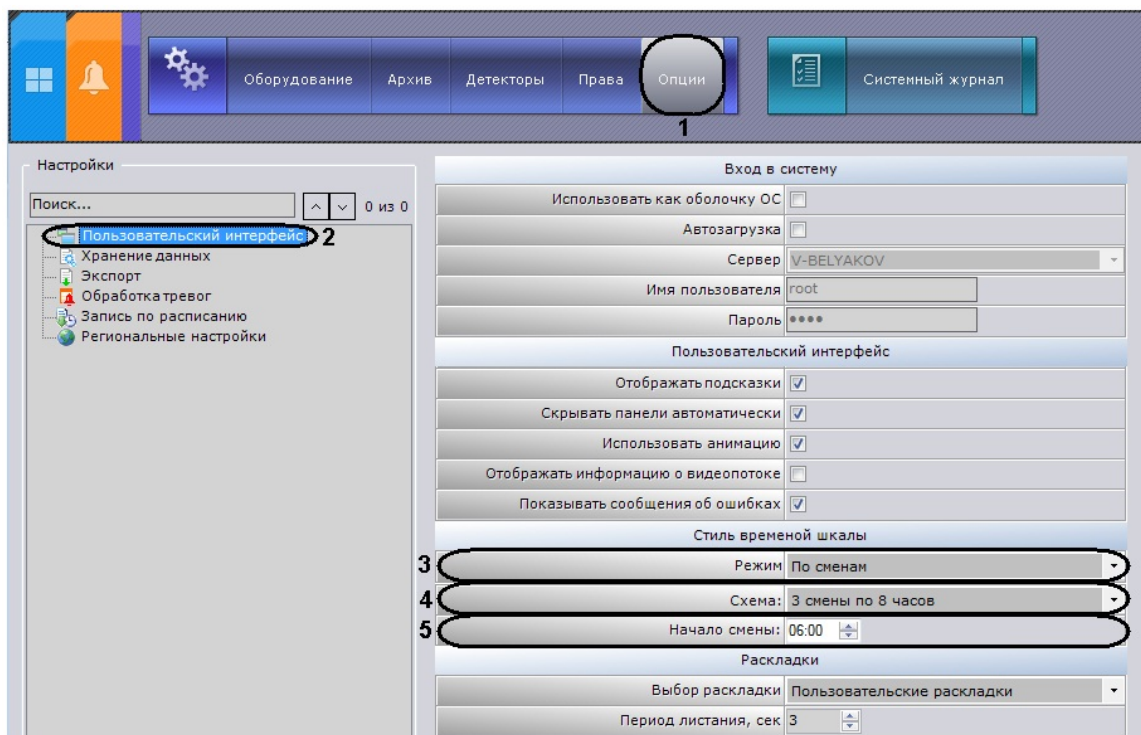 Оборудование Архив Детекторы Права Опции Системный журнал
1
Настройки
Поиск... 0 из 0
Пользовательский интерфейс 2
Хранение данных
Экспорт
Обработка тревог
Запись по расписанию
Региональные настройки
Вход в систему
Использовать как оболочку ОС
Автозагрузка
Сервер V-BELYAKOV
Имя пользователя root
Пароль ••••
Пользовательский интерфейс
Отображать подсказки
Скрывать панели автоматически
Использовать анимацию
Отображать информацию о видеопотоке
Показывать сообщения об ошибках
Стиль временой шкалы
3 Режим По сменам
4 Схема: 3 смены по 8 часов
5 Начало смены: 06:00
Раскладки
Выбор раскладки Пользовательские раскладки
Период листания, сек 3